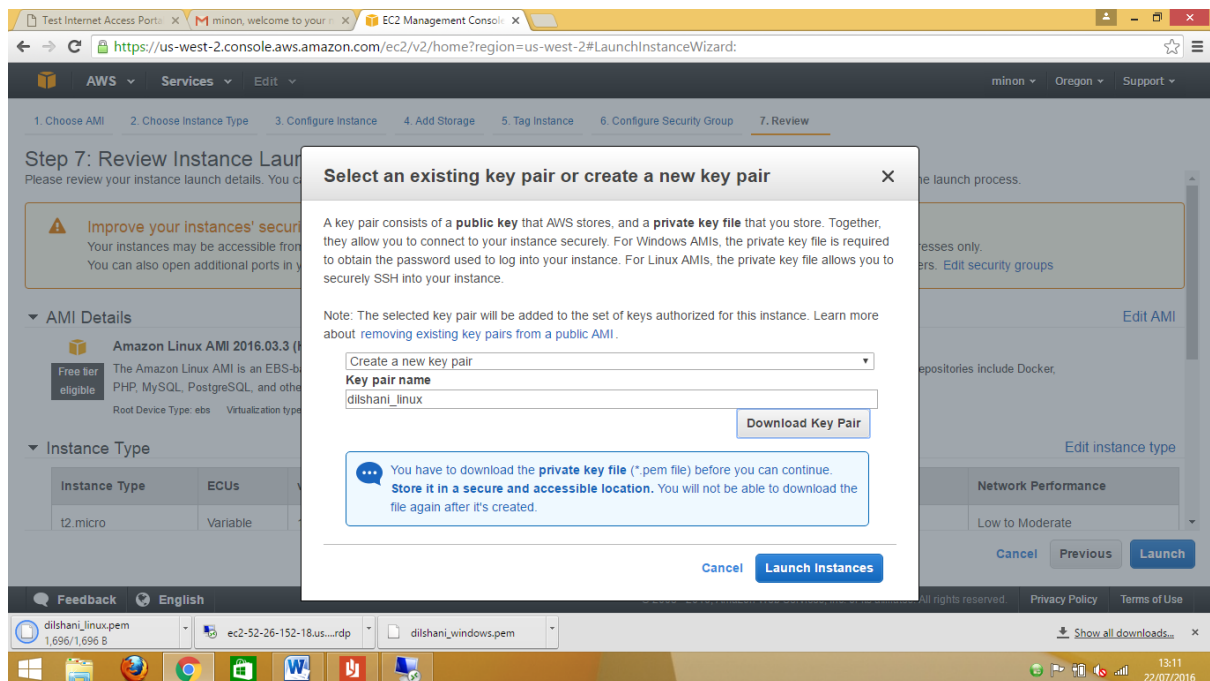 Test Internet Access Porta
minon, welcome to your n
EC2 Management Console
https://us-west-2.console.aws.amazon.com/ec2/v2/home?region=us-west-2#LaunchInstanceWizard:
AWS Services Edit minon Oregon Support
1. Choose AMI 2. Choose Instance Type 3. Configure Instance 4. Add Storage 5. Tag Instance 6. Configure Security Group 7. Review
Step 7: Review Instance Laun
Please review your instance launch details. You ca
he launch process.
Improve your instances' securi
Your instances may be accessible from
resses only.
You can also open additional ports in y
ers. Edit security groups
AMI Details
Edit AMI
Amazon Linux AMI 2016.03.3 (H
Free tier
eligible
The Amazon Linux AMI is an EBS-ba
epositories include Docker,
PHP, MySQL, PostgreSQL, and othe
Root Device Type: ebs Virtualization type
Instance Type
Edit instance type
Instance Type ECUs
Network Performance
t2.micro Variable
Low to Moderate
Cancel Previous Launch
Select an existing key pair or create a new key pair
A key pair consists of a public key that AWS stores, and a private key file that you store. Together,
they allow you to connect to your instance securely. For Windows AMIs, the private key file is required
to obtain the password used to log into your instance. For Linux AMIs, the private key file allows you to
securely SSH into your instance.
Note: The selected key pair will be added to the set of keys authorized for this instance. Learn more
about removing existing key pairs from a public AMI .
Create a new key pair
Key pair name
dilshani_linux
Download Key Pair
You have to download the private key file (*.pem file) before you can continue.
Store it in a secure and accessible location. You will not be able to download the
file again after it's created.
Cancel Launch Instances
Feedback English
All rights reserved. Privacy Policy Terms of Use
dilshani_linux.pem
1,696/1,696 B
ec2-52-26-152-18.us....rdp
dilshani_windows.pem
Show all downloads...
13:11
22/07/2016